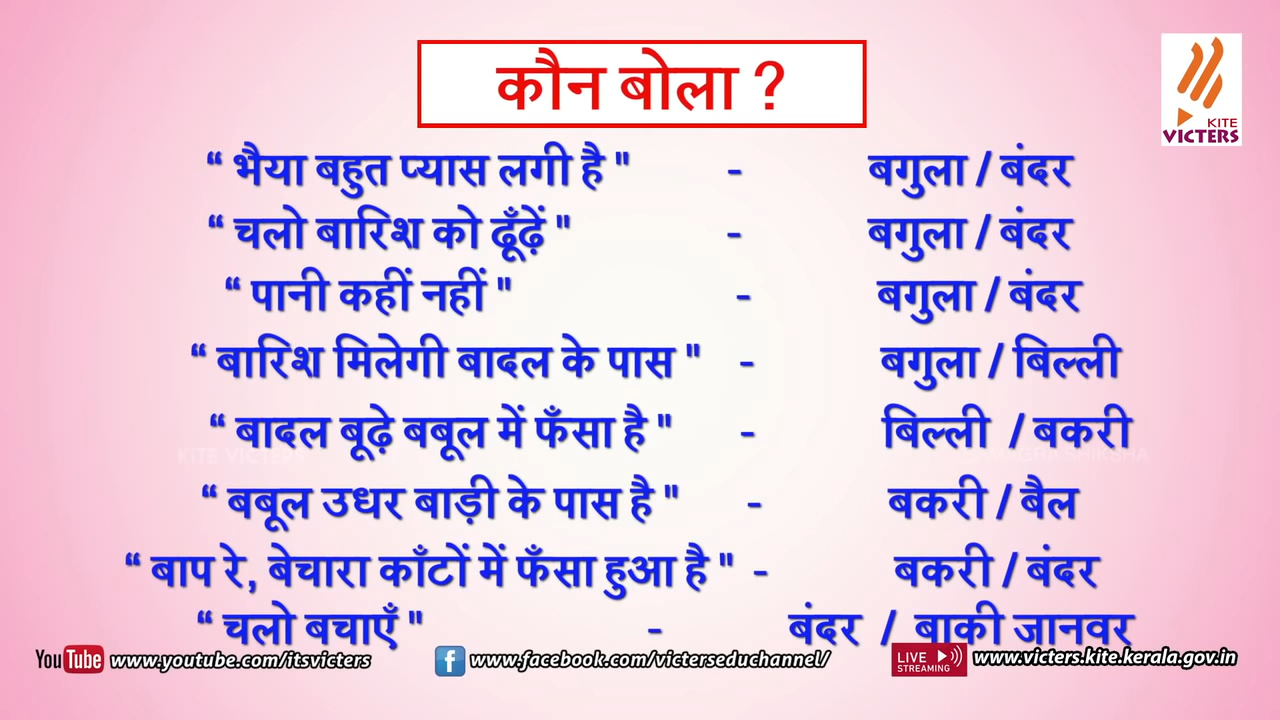 कौन बोला ?
KITE
VICTERS
“ भैया बहुत प्यास लगी है " - बगुला / बंदर
“ चलो बारिश को ढूँढ़ें " - बगुला / बंदर
“ पानी कहीं नहीं " - बगुला / बंदर
“ बारिश मिलेगी बादल के पास " - बगुला / बिल्ली
“ बादल बूढ़े बबूल में फँसा है " - बिल्ली / बकरी
“ बबूल उधर बाड़ी के पास है " - बकरी / बैल
“ बाप रे, बेचारा काँटों में फँसा हुआ है " - बकरी / बंदर
“ चलो बचाएँ " - बंदर / बाकी जानवर
YouTube www.youtube.com/itsvicters
f www.facebook.com/victerseduchannel/
LIVE STREAMING www.victers.kite.kerala.gov.in